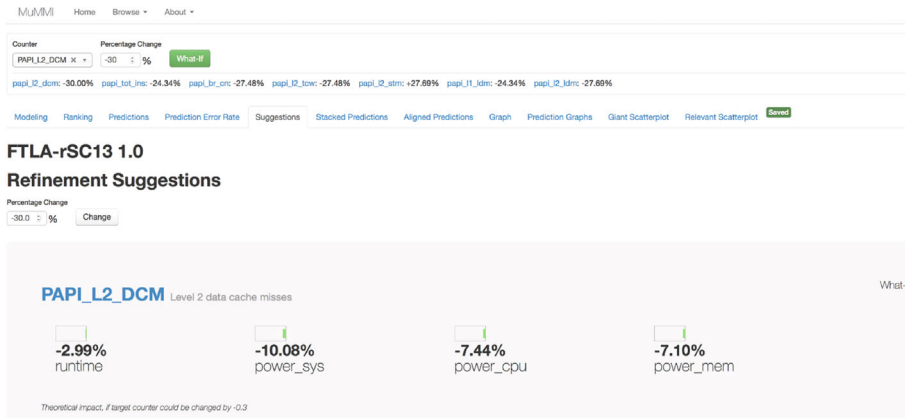 MuMMI Home Browse About
Counter Percentage Change
PAPI_L2_DCM -30 % What-If
papi_l2_dcm: -30.00% papi_tot_ins: -24.34% papi_br_cn: -27.48% papi_l2_tcw: -27.48% papi_l2_stm: +27.69% papi_l1_ldm: -24.34% papi_l2_ldm: -27.69%
Modeling Ranking Predictions Prediction Error Rate Suggestions Stacked Predictions Aligned Predictions Graph Prediction Graphs Giant Scatterplot Relevant Scatterplot Saved
FTLA-rSC13 1.0
Refinement Suggestions
Percentage Change
-30.0 % Change
What-
PAPI_L2_DCM Level 2 data cache misses
-2.99% -10.08% -7.44% -7.10%
runtime power_sys power_cpu power_mem
Theoretical impact, if target counter could be changed by -0.3